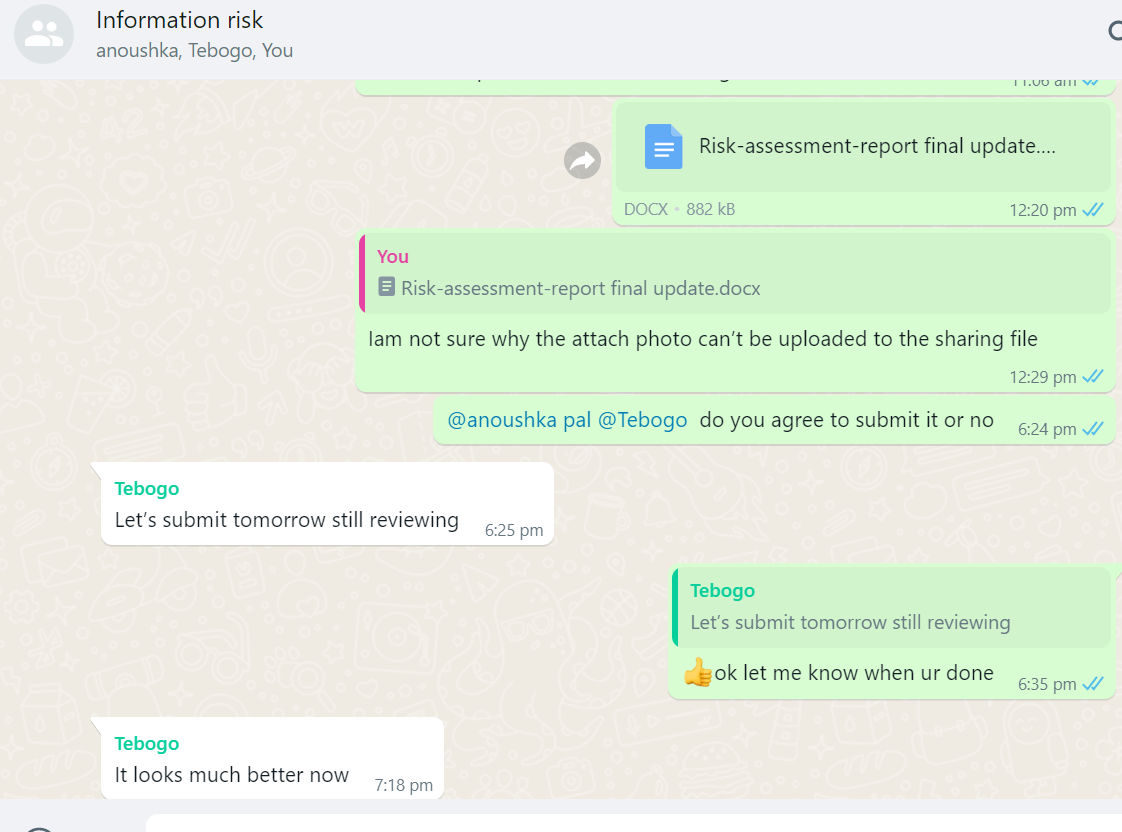 Information risk
anoushka, Tebogo, You
11:06 am
Risk-assessment-report final update....
DOCX • 882 kB
12:20 pm
You
Risk-assessment-report final update.docx
Iam not sure why the attach photo can't be uploaded to the sharing file
12:29 pm
@anoushka pal @Tebogo do you agree to submit it or no
6:24 pm
Tebogo
Let's submit tomorrow still reviewing
6:25 pm
Tebogo
Let's submit tomorrow still reviewing
👍ok let me know when ur done
6:35 pm
Tebogo
It looks much better now
7:18 pm